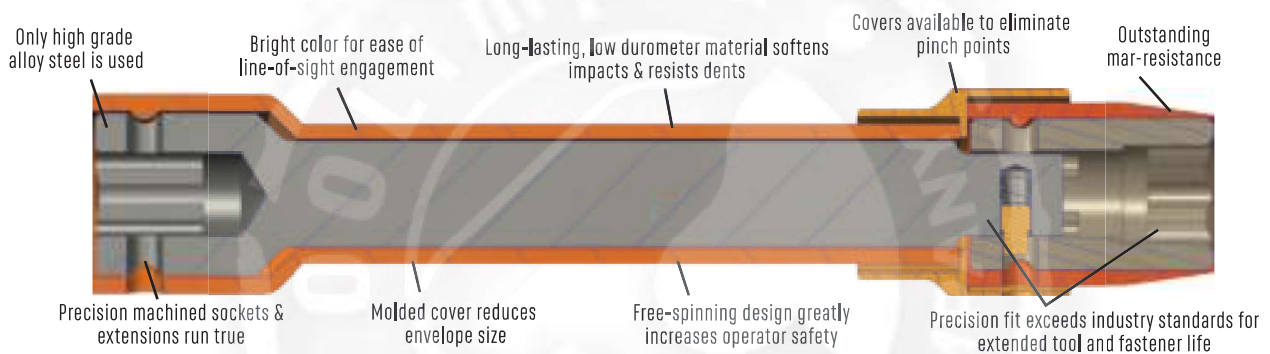 Only high grade
alloy steel is used
Bright color for ease of
line-of-sight engagement
Long-lasting, low durometer material softens
impacts & resists dents
Covers available to eliminate
pinch points
Outstanding
mar-resistance
Precision machined sockets &
extensions run true
Molded cover reduces
envelope size
Free-spinning design greatly
increases operator safety
Precision fit exceeds industry standards for
extended tool and fastener life